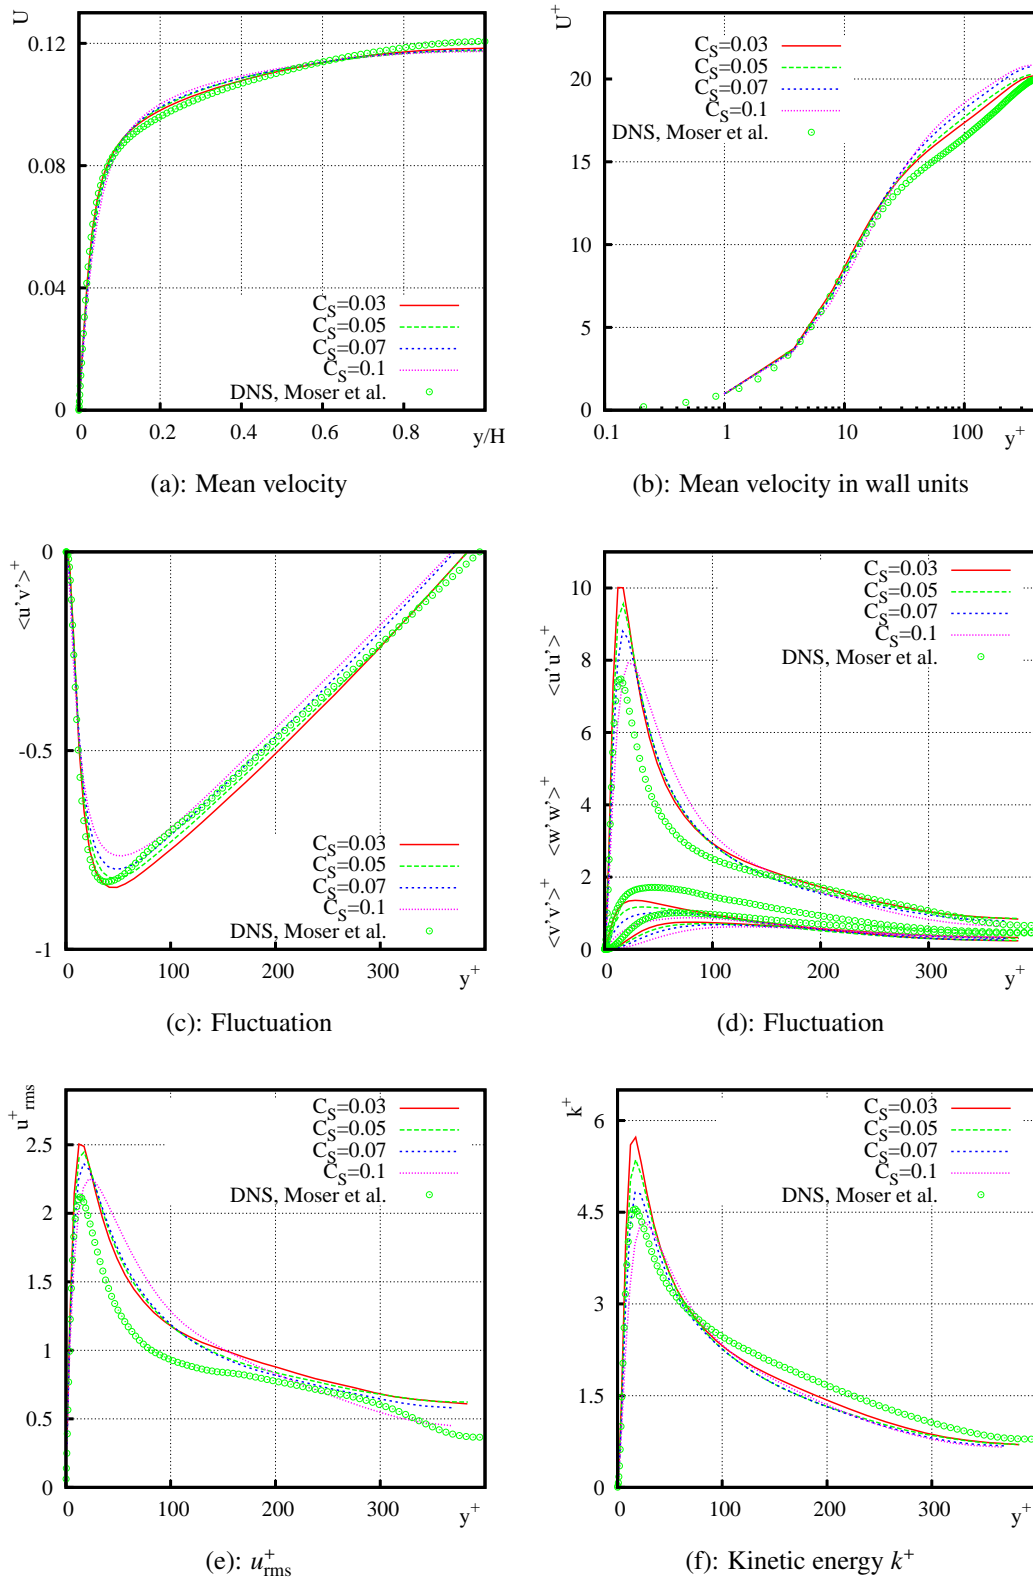 U
0.12
0.08
0.04
0
C_S=0.03
C_S=0.05
C_S=0.07
C_S=0.1
DNS, Moser et al.
0 0.2 0.4 0.6 0.8 y/H
(a): Mean velocity
U^+
20
15
10
5
0
C_S=0.03
C_S=0.05
C_S=0.07
C_S=0.1
DNS, Moser et al.
0.1 1 10 100 y^+
(b): Mean velocity in wall units
<u'v'>^+
0
-0.5
-1
C_S=0.03
C_S=0.05
C_S=0.07
C_S=0.1
DNS, Moser et al.
0 100 200 300 y^+
(c): Fluctuation
<v'v'>^+ <w'w'>^+ <u'u'>^+
10
8
6
4
2
0
C_S=0.03
C_S=0.05
C_S=0.07
C_S=0.1
DNS, Moser et al.
0 100 200 300 y^+
(d): Fluctuation
u^+_rms
2.5
2
1.5
1
0.5
0
C_S=0.03
C_S=0.05
C_S=0.07
C_S=0.1
DNS, Moser et al.
0 100 200 300 y^+
(e): u^+_rms
k^+
6
4.5
3
1.5
0
C_S=0.03
C_S=0.05
C_S=0.07
C_S=0.1
DNS, Moser et al.
0 100 200 300 y^+
(f): Kinetic energy k^+